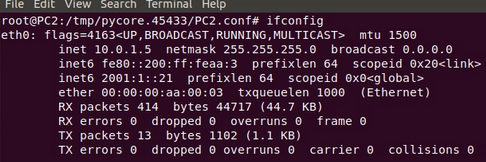 Edit View Search Terminal Help
root@PC2:/tmp/pycore.45433/PC2.conf# ifconfig
eth0: flags=4163<UP,BROADCAST,RUNNING,MULTICAST> mtu 1500
inet 10.0.1.5 netmask 255.255.255.0 broadcast 0.0.0.0
inet6 fe80::200:ff:feaa:3 prefixlen 64 scopeid 0x20<link>
inet6 2001:1::21 prefixlen 64 scopeid 0x0<global>
ether 00:00:00:aa:00:03 txqueuelen 1000 (Ethernet)
RX packets 414 bytes 44717 (44.7 KB)
RX errors 0 dropped 0 overruns 0 frame 0
TX packets 13 bytes 1102 (1.1 KB)
TX errors 0 dropped 0 overruns 0 carrier 0 collisions 0